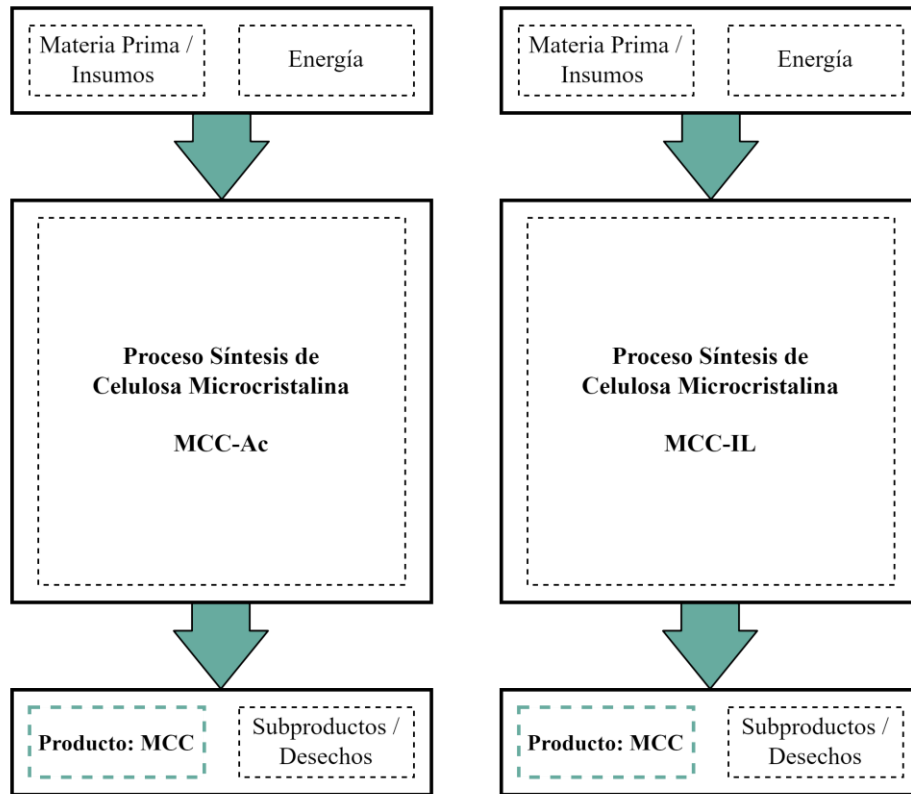 Materia Prima /
Insumos
Energía
Materia Prima /
Insumos
Energía
Proceso Síntesis de
Celulosa Microcristalina
MCC-Ac
Proceso Síntesis de
Celulosa Microcristalina
MCC-IL
Producto: MCC
Subproductos /
Desechos
Producto: MCC
Subproductos /
Desechos